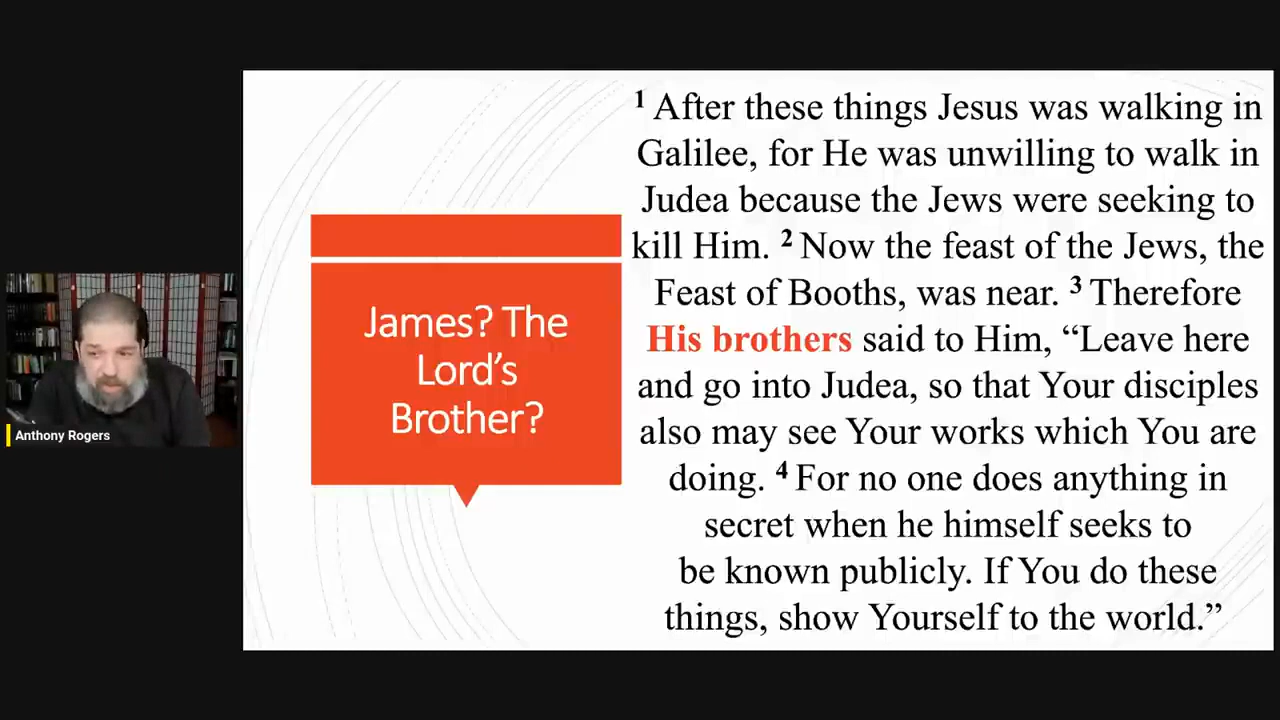 James? The
Lord’s
Brother?
1 After these things Jesus was walking in
Galilee, for He was unwilling to walk in
Judea because the Jews were seeking to
kill Him. 2 Now the feast of the Jews, the
Feast of Booths, was near. 3 Therefore
His brothers said to Him, “Leave here
and go into Judea, so that Your disciples
also may see Your works which You are
doing. 4 For no one does anything in
secret when he himself seeks to
be known publicly. If You do these
things, show Yourself to the world.”
Anthony Rogers